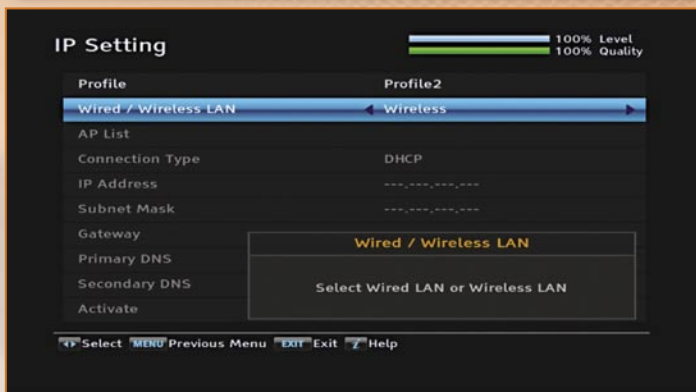 IP Setting
100% Level
100% Quality
Profile Profile2
Wired / Wireless LAN Wireless
AP List
Connection Type DHCP
IP Address ---.---.---.---
Subnet Mask ---.---.---.---
Gateway
Primary DNS
Secondary DNS
Activate
Wired / Wireless LAN
Select Wired LAN or Wireless LAN
Select MENU Previous Menu EXIT Exit i Help